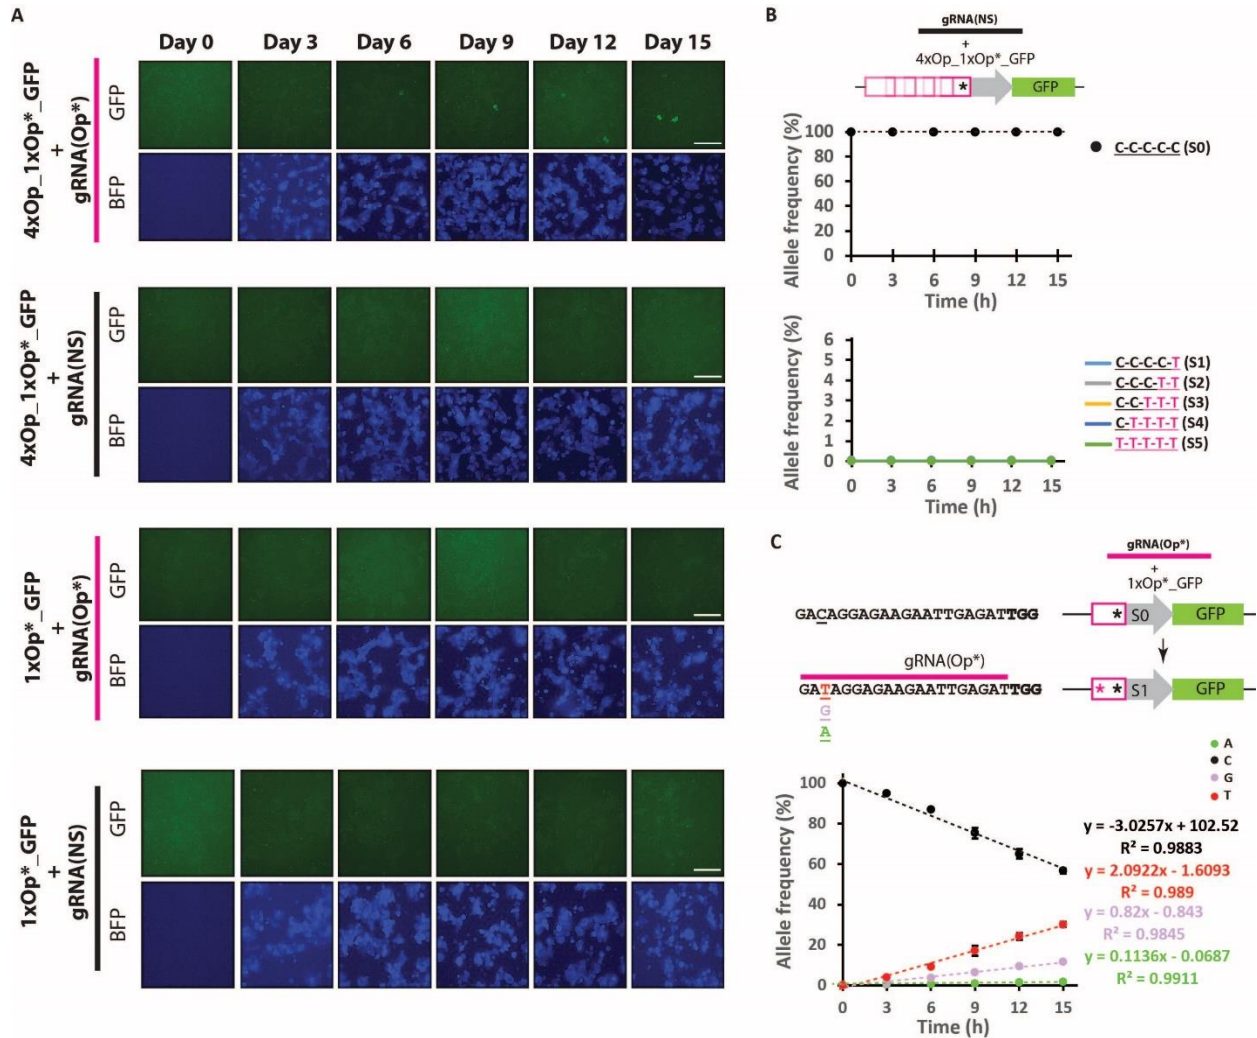 A
Day 0 Day 3 Day 6 Day 9 Day 12 Day 15
4xOp_1xOp*_GFP
+
gRNA(Op*)
GFP
BFP
4xOp_1xOp*_GFP
+
gRNA(NS)
GFP
BFP
1xOp*_GFP
+
gRNA(Op*)
GFP
BFP
1xOp*_GFP
+
gRNA(NS)
GFP
BFP
B
gRNA(NS)
+
4xOp_1xOp*_GFP
* GFP
Allele frequency (%)
100
80
60
40
20
0
0 3 6 9 12 15
Time (h)
C-C-C-C-C (S0)
Allele frequency (%)
6
5
4
3
2
1
0
0 3 6 9 12 15
Time (h)
C-C-C-C-T (S1)
C-C-C-T-T (S2)
C-C-T-T-T (S3)
C-T-T-T-T (S4)
T-T-T-T-T (S5)
C
gRNA(Op*)
+
1xOp*_GFP
GACAGGAGAAGAATTGAGATTGG
* S0 GFP
gRNA(Op*)
GATAGGAGAAGAATTGAGATTGG
G
A
* * S1 GFP
A
C
G
T
Allele frequency (%)
100
80
60
40
20
0
0 3 6 9 12 15
Time (h)
y = -3.0257x + 102.52
R² = 0.9883
y = 2.0922x - 1.6093
R² = 0.989
y = 0.82x - 0.843
R² = 0.9845
y = 0.1136x - 0.0687
R² = 0.9911